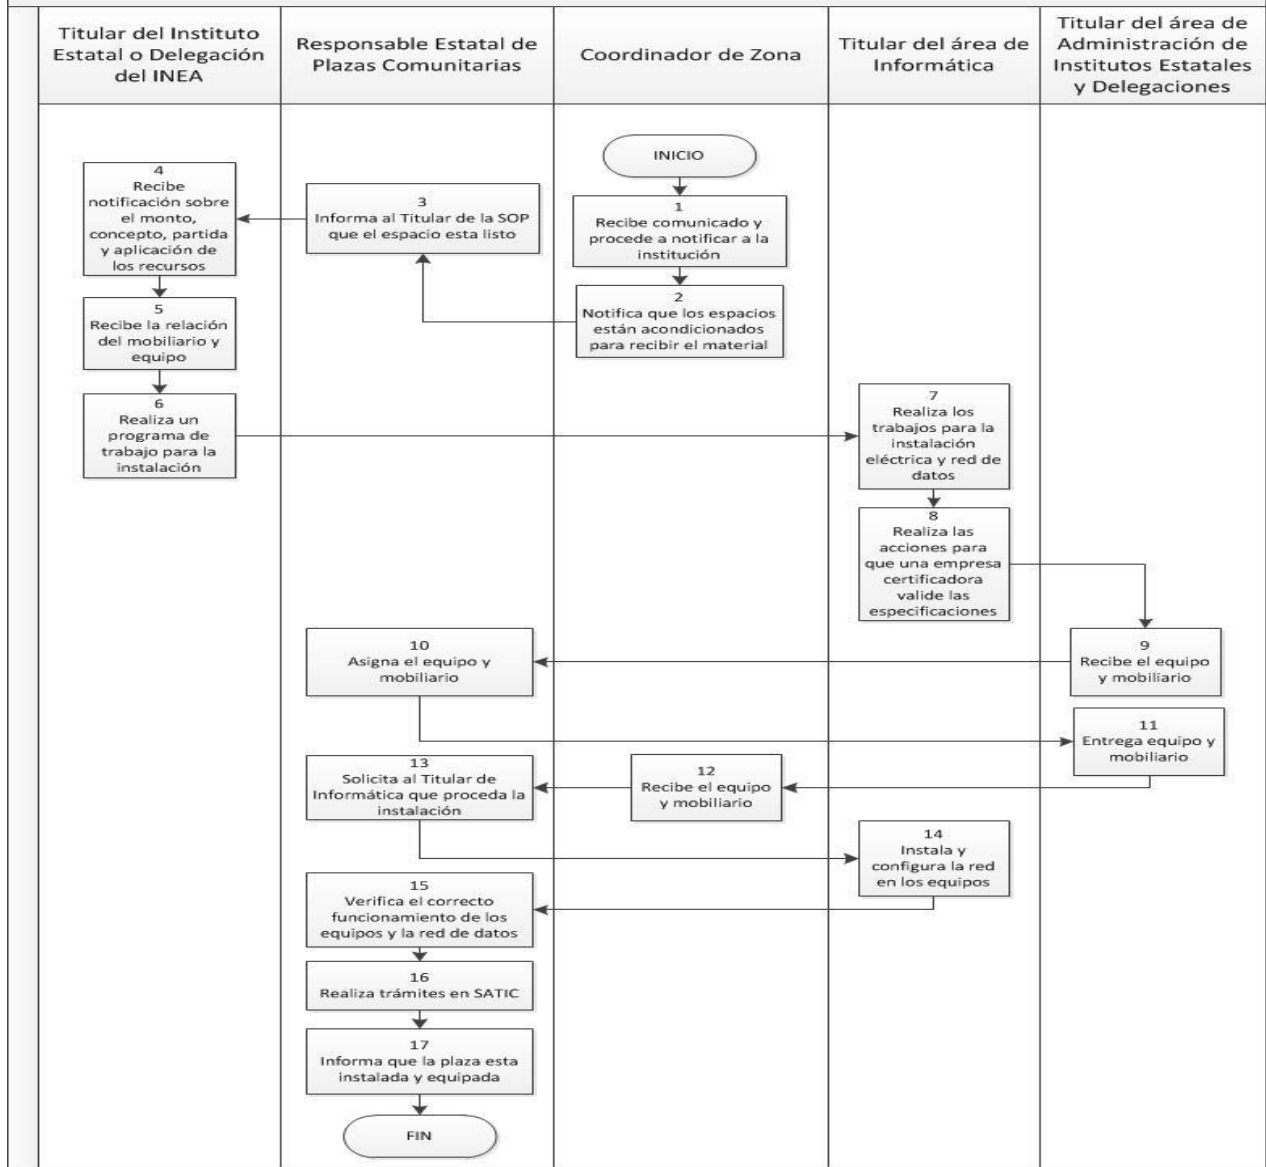 Titular del Instituto
Estatal o Delegación
del INEA
Responsable Estatal de
Plazas Comunitarias
Coordinador de Zona
Titular del área de
Informática
Titular del área de
Administración de
Institutos Estatales
y Delegaciones
INICIO
1
Recibe comunicado y
procede a notificar a la
institución
2
Notifica que los espacios
están acondicionados
para recibir el material
3
Informa al Titular de la SOP
que el espacio esta listo
4
Recibe
notificación sobre
el monto,
concepto, partida
y aplicación de
los recursos
5
Recibe la relación
del mobiliario y
equipo
6
Realiza un
programa de
trabajo para la
instalación
7
Realiza los
trabajos para la
instalación
eléctrica y red de
datos
8
Realiza las
acciones para
que una empresa
certificadora
valide las
especificaciones
9
Recibe el equipo
y mobiliario
10
Asigna el equipo y
mobiliario
11
Entrega equipo y
mobiliario
12
Recibe el equipo
y mobiliario
13
Solicita al Titular de
Informática que proceda la
instalación
14
Instala y
configura la red
en los equipos
15
Verifica el correcto
funcionamiento de los
equipos y la red de datos
16
Realiza trámites en SATIC
17
Informa que la plaza esta
instalada y equipada
FIN